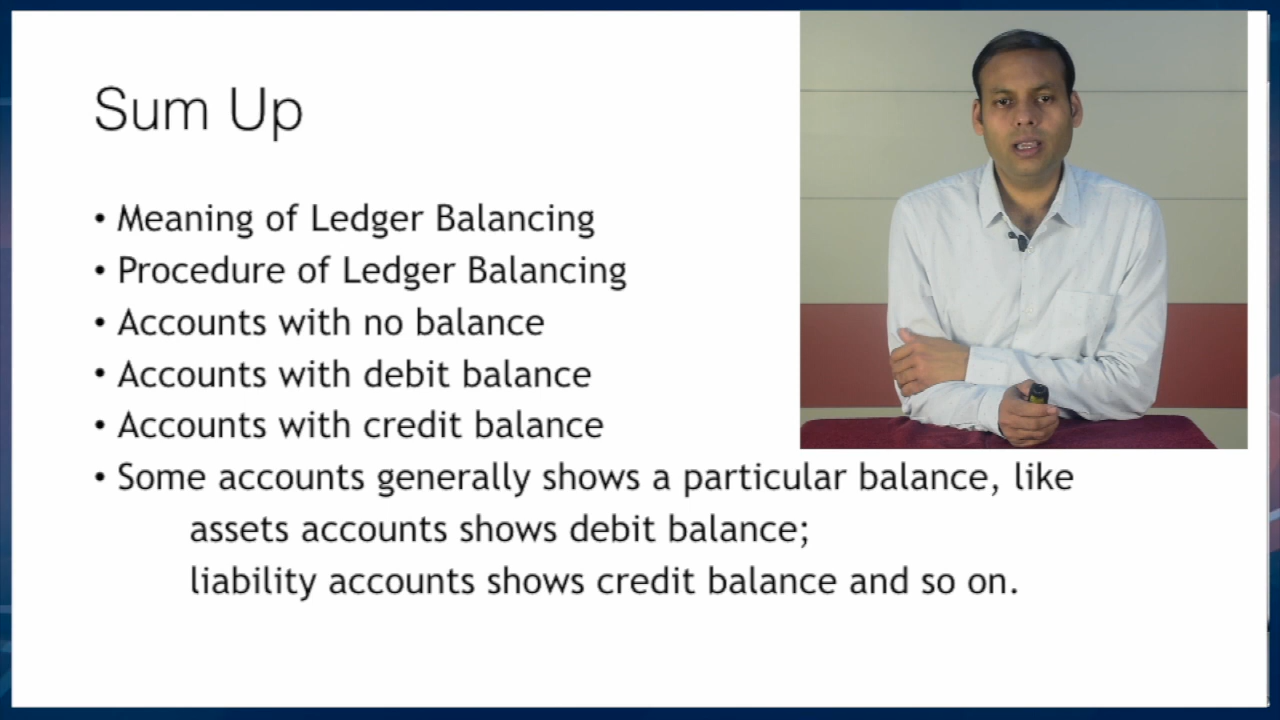 Sum Up
• Meaning of Ledger Balancing
• Procedure of Ledger Balancing
• Accounts with no balance
• Accounts with debit balance
• Accounts with credit balance
• Some accounts generally shows a particular balance, like
assets accounts shows debit balance;
liability accounts shows credit balance and so on.